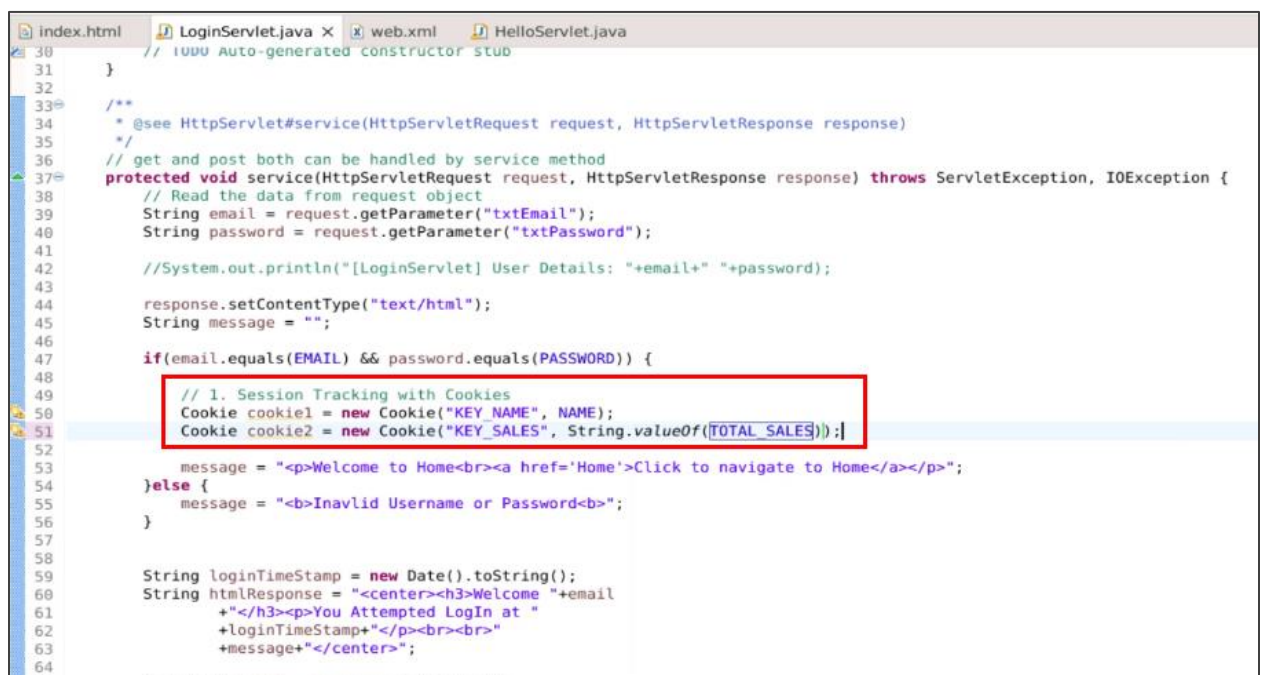 index.html LoginServlet.java web.xml HelloServlet.java
30 // TODO Auto-generated constructor stub
31 }
32
33 /**
34 * @see HttpServlet#service(HttpServletRequest request, HttpServletResponse response)
35 */
36 // get and post both can be handled by service method
37 protected void service(HttpServletRequest request, HttpServletResponse response) throws ServletException, IOException {
38 // Read the data from request object
39 String email = request.getParameter("txtEmail");
40 String password = request.getParameter("txtPassword");
41
42 //System.out.println("[LoginServlet] User Details: "+email+" "+password);
43
44 response.setContentType("text/html");
45 String message = "";
46
47 if(email.equals(EMAIL) && password.equals(PASSWORD)) {
48
49 // 1. Session Tracking with Cookies
50 Cookie cookie1 = new Cookie("KEY_NAME", NAME);
51 Cookie cookie2 = new Cookie("KEY_SALES", String.valueOf(TOTAL_SALES));
52
53 message = "<p>Welcome to Home<br><a href='Home'>Click to navigate to Home</a></p>";
54 }else {
55 message = "<b>Inavlid Username or Password<b>";
56 }
57
58
59 String loginTimeStamp = new Date().toString();
60 String htmlResponse = "<center><h3>Welcome "+email
61 +"</h3><p>You Attempted LogIn at "
62 +loginTimeStamp+"</p><br><br>"
63 +message+"</center>";
64